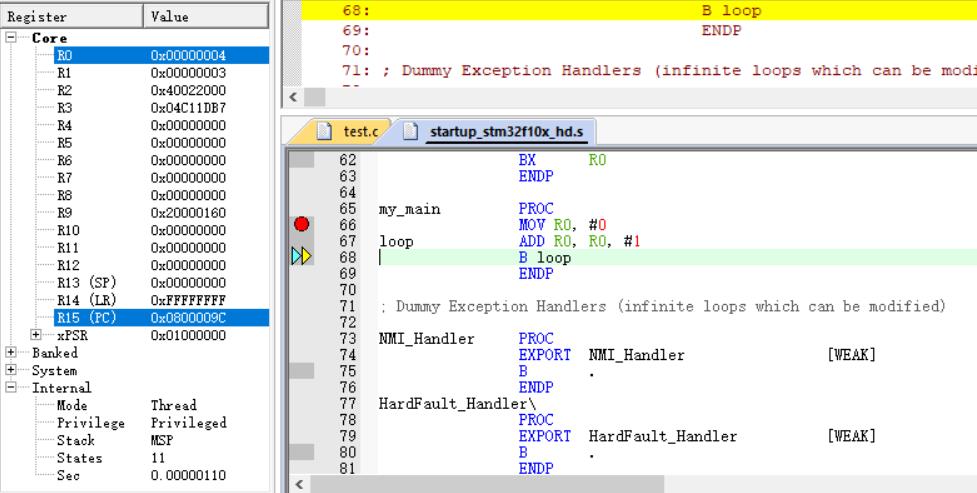 Register Value
Core
R0 0x00000004
R1 0x00000003
R2 0x40022000
R3 0x04C11DB7
R4 0x00000000
R5 0x00000000
R6 0x00000000
R7 0x00000000
R8 0x00000000
R9 0x20000160
R10 0x00000000
R11 0x00000000
R12 0x00000000
R13 (SP) 0x00000000
R14 (LR) 0xFFFFFFFF
R15 (PC) 0x0800009C
xPSR 0x01000000
Banked
System
Internal
Mode Thread
Privilege Privileged
Stack MSP
States 11
Sec 0.00000110
68: B loop
69: ENDP
70:
71: ; Dummy Exception Handlers (infinite loops which can be modi
test.c startup_stm32f10x_hd.s
62 BX R0
63 ENDP
64
65 my_main PROC
66 MOV R0, #0
67 loop ADD R0, R0, #1
68 B loop
69 ENDP
70
71 ; Dummy Exception Handlers (infinite loops which can be modified)
72
73 NMI_Handler PROC
74 EXPORT NMI_Handler [WEAK]
75 B .
76 ENDP
77 HardFault_Handler\
78 PROC
79 EXPORT HardFault_Handler [WEAK]
80 B .
81 ENDP